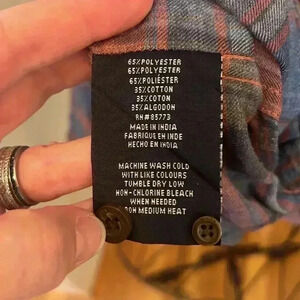 65% POLYESTER
65% POLYESTER
65% POLIÉSTER
35% COTTON
35% COTON
35% ALGODON
RN# 85773
MADE IN INDIA
FABRIQUÉ EN INDE
HECHO EN INDIA
MACHINE WASH COLD
WITH LIKE COLOURS
TUMBLE DRY LOW
NON-CHLORINE BLEACH
WHEN NEEDED
ON MEDIUM HEAT